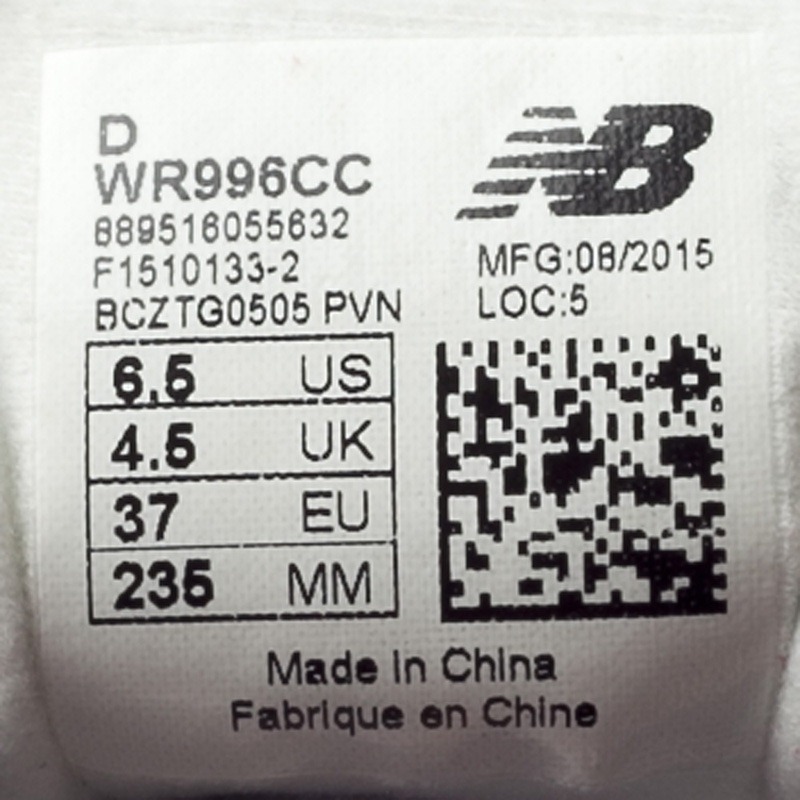 D
WR996CC
889516055632
F1510133-2
BCZTG0505 PVN
NB
MFG:08/2015
LOC:5
6.5 US
4.5 UK
37 EU
235 MM
Made in China
Fabrique en Chine